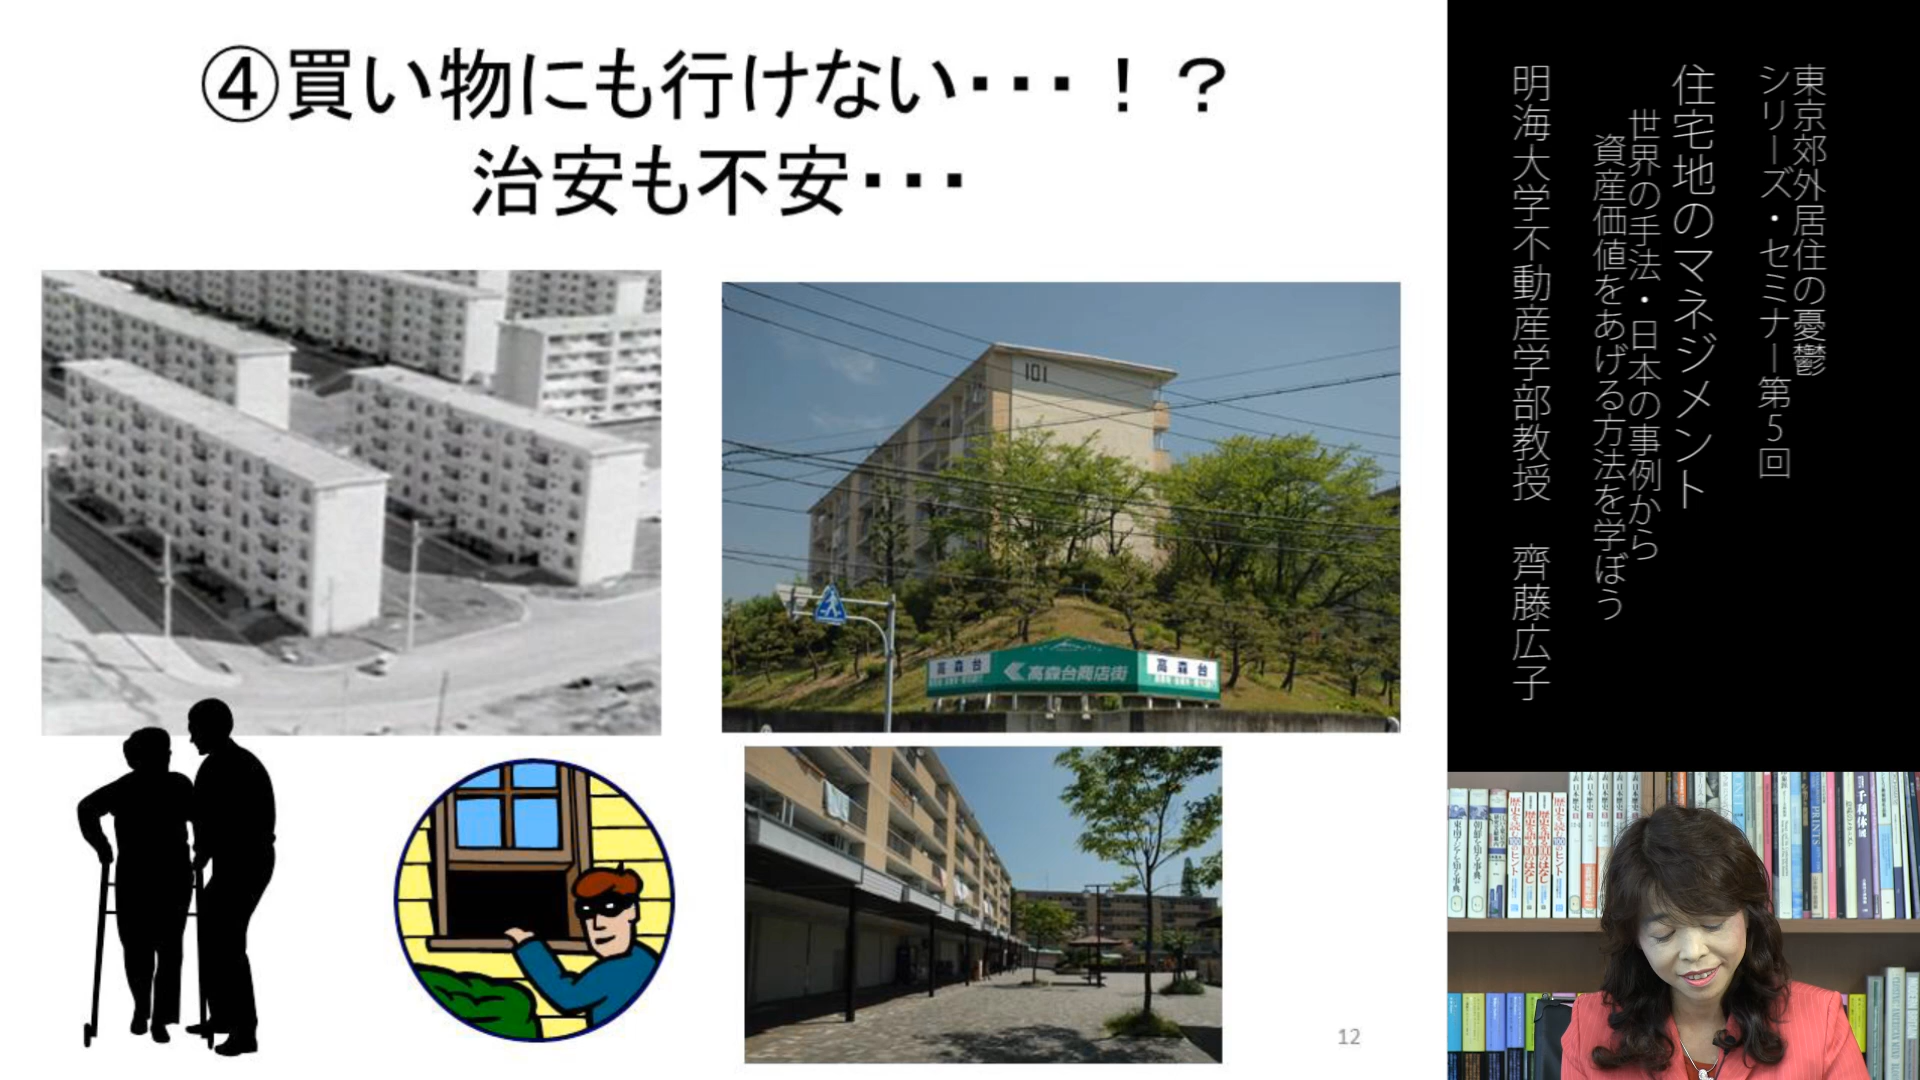 ④買い物にも行けない・・・！？
治安も不安・・・
101
高森台
高森台商店街
高森台
12
東京郊外居住の憂鬱
シリーズ・セミナー第5回
住宅地のマネジメント
世界の手法・日本の事例から
資産価値をあげる方法を学ぼう
明海大学不動産学部教授　齊藤広子